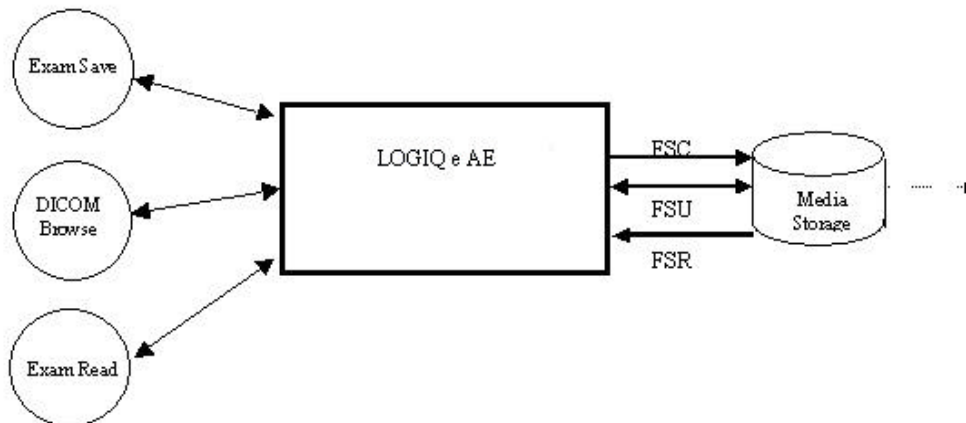 Exam Save
LOGIQ e AE
FSC
DICOM
Browse
FSU
Media
Storage
FSR
Exam Read